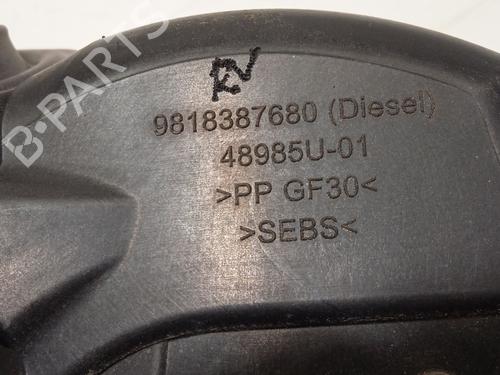 B-PARTS
9818387680 (Diesel)
48985U-01
>PP GF30<
>SEBS<